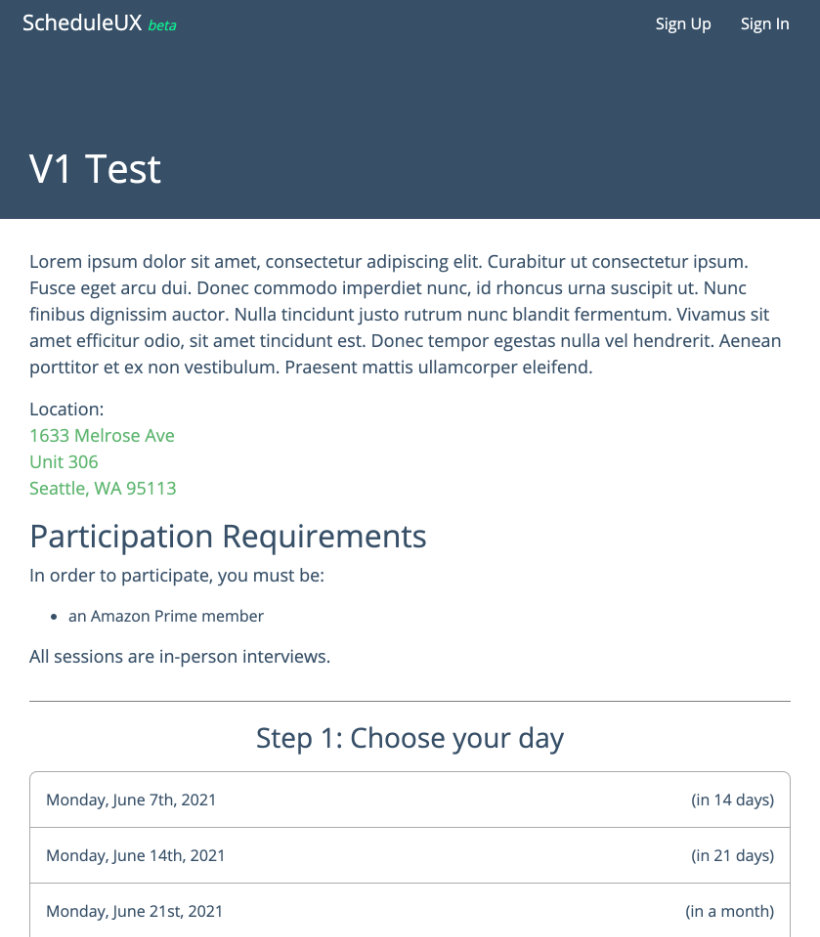 ScheduleUX beta Sign Up Sign In
V1 Test
Lorem ipsum dolor sit amet, consectetur adipiscing elit. Curabitur ut consectetur ipsum.
Fusce eget arcu dui. Donec commodo imperdiet nunc, id rhoncus urna suscipit ut. Nunc
finibus dignissim auctor. Nulla tincidunt justo rutrum nunc blandit fermentum. Vivamus sit
amet efficitur odio, sit amet tincidunt est. Donec tempor egestas nulla vel hendrerit. Aenean
porttitor et ex non vestibulum. Praesent mattis ullamcorper eleifend.
Location:
1633 Melrose Ave
Unit 306
Seattle, WA 95113
Participation Requirements
In order to participate, you must be:
• an Amazon Prime member
All sessions are in-person interviews.
Step 1: Choose your day
Monday, June 7th, 2021 (in 14 days)
Monday, June 14th, 2021 (in 21 days)
Monday, June 21st, 2021 (in a month)